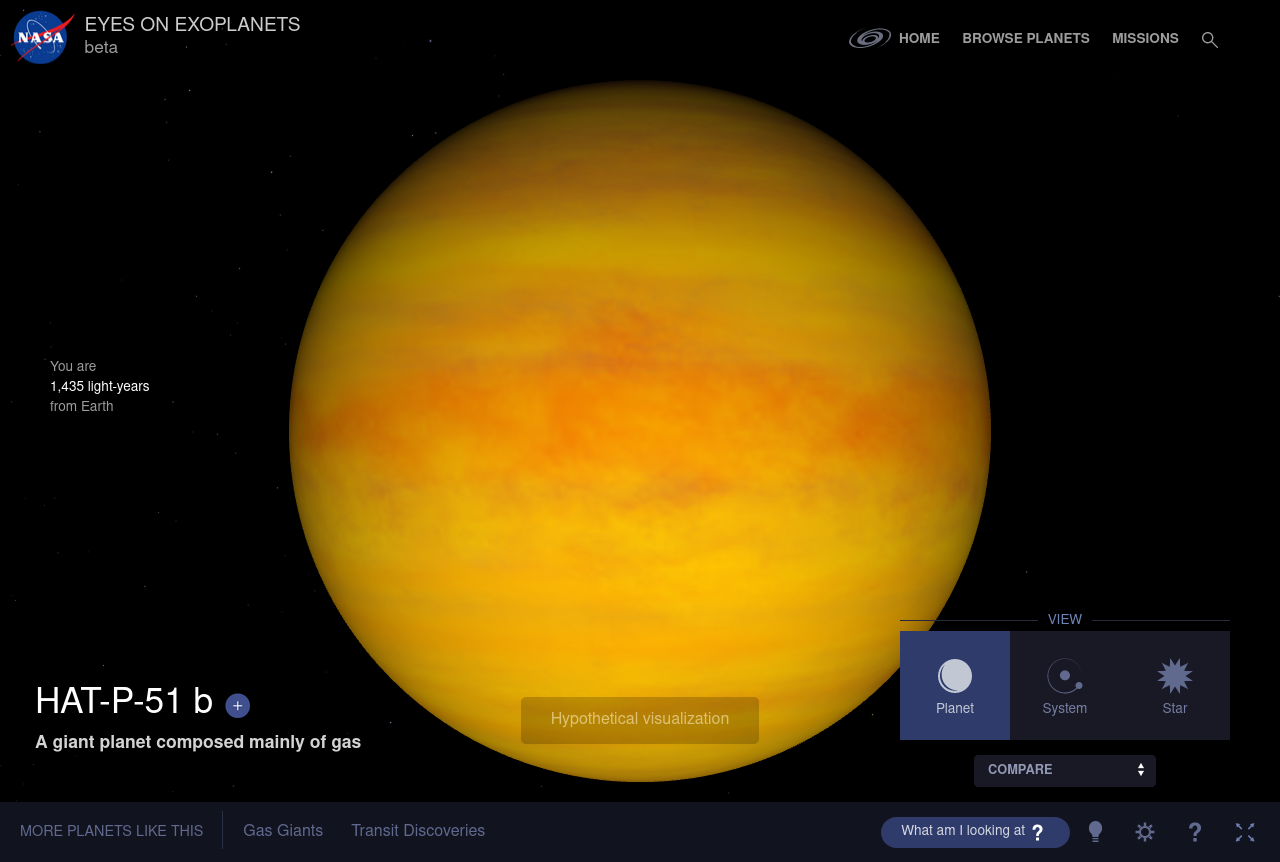 NASA
EYES ON EXOPLANETS
beta
HOME
BROWSE PLANETS
MISSIONS
You are
1,435 light-years
from Earth
VIEW
Planet
System
Star
HAT-P-51 b +
A giant planet composed mainly of gas
Hypothetical visualization
COMPARE
MORE PLANETS LIKE THIS
Gas Giants
Transit Discoveries
What am I looking at ?
?